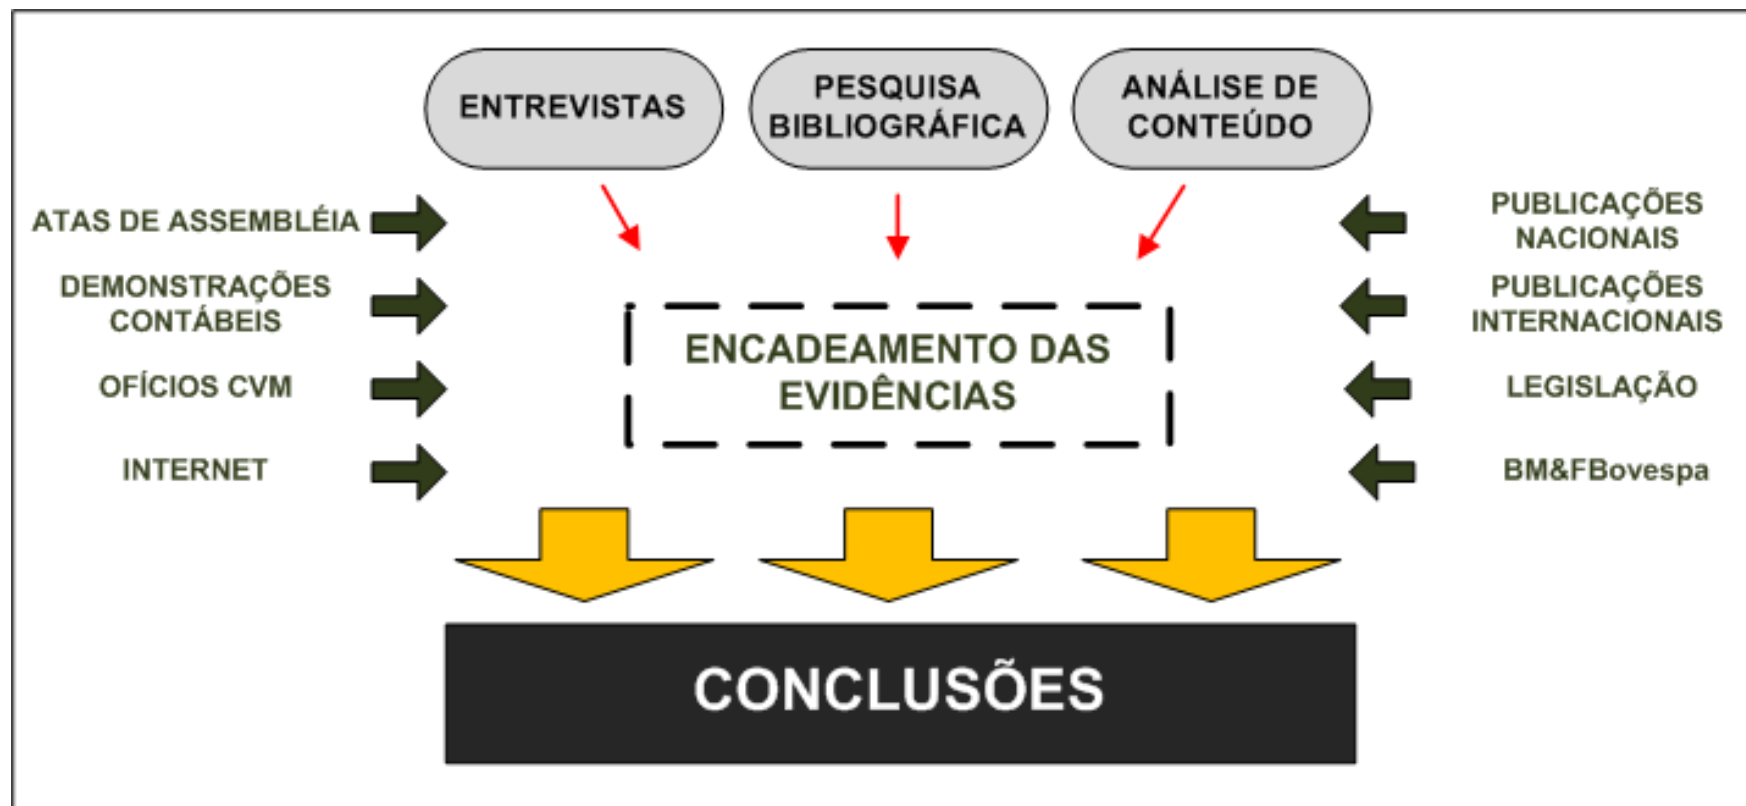 ENTREVISTAS
PESQUISA
BIBLIOGRÁFICA
ANÁLISE DE
CONTEÚDO
ATAS DE ASSEMBLÉIA
DEMONSTRAÇÕES
CONTÁBEIS
OFÍCIOS CVM
INTERNET
ENCADEAMENTO DAS
EVIDÊNCIAS
PUBLICAÇÕES
NACIONAIS
PUBLICAÇÕES
INTERNACIONAIS
LEGISLAÇÃO
BM&FBovespa
CONCLUSÕES